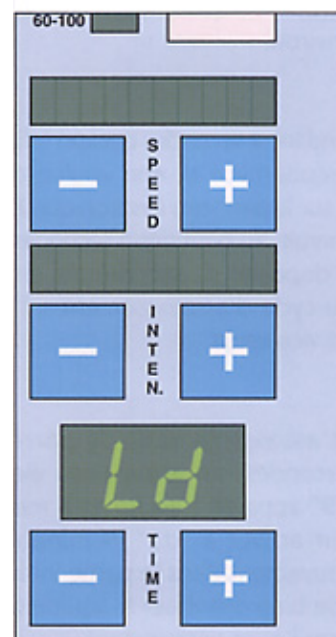 60-100
SPEED
INTEN.
Ld
TIME